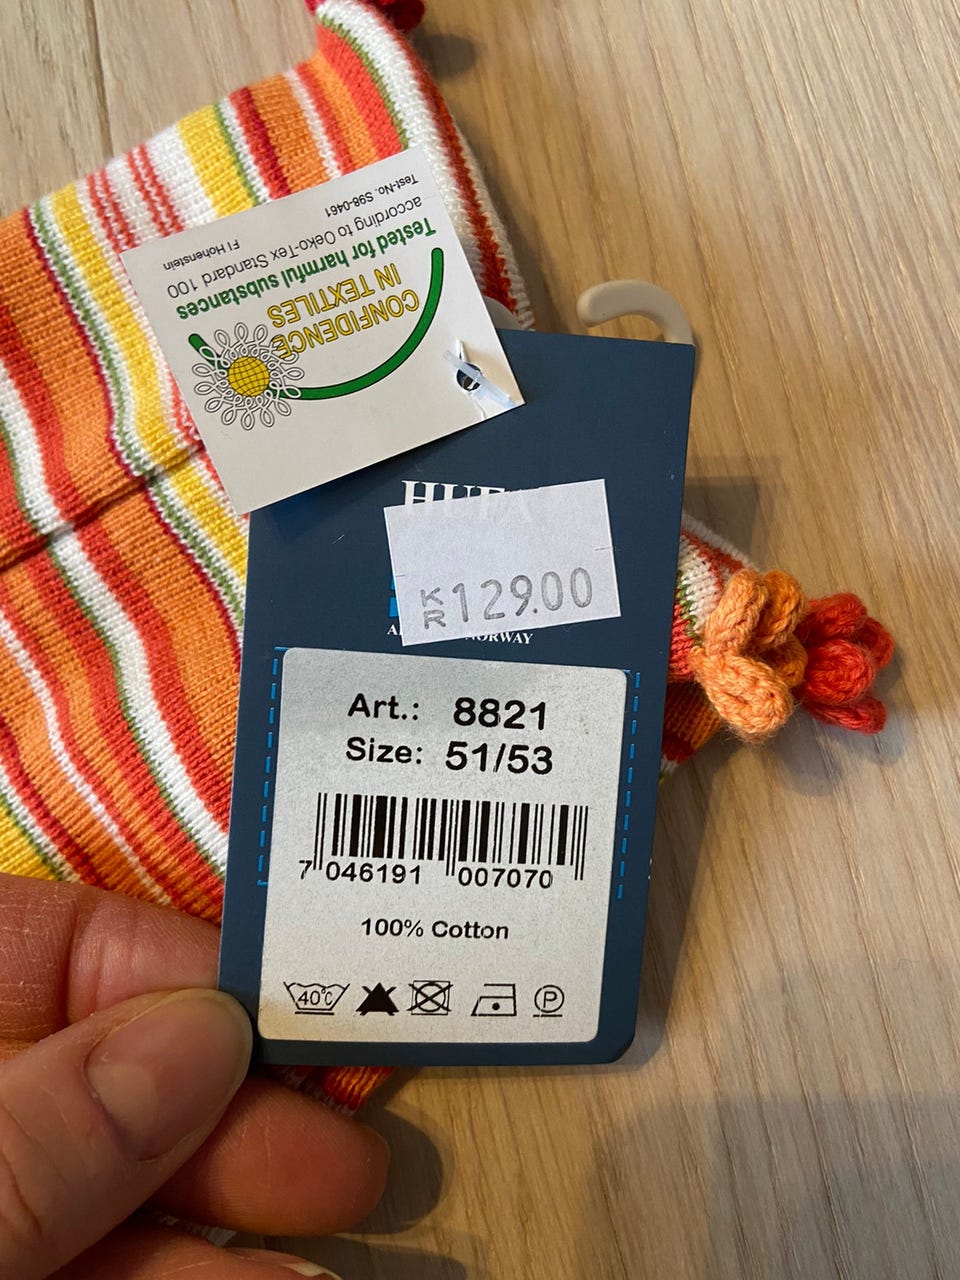 CONFIDENCE
IN TEXTILES
Tested for harmful substances
according to Oeko-Tex Standard 100
Test-No. S98-0461 FI Hohenstein
KR 129.00
NORWAY
Art.: 8821
Size: 51/53
7 046191 007070
100% Cotton
40°C
P